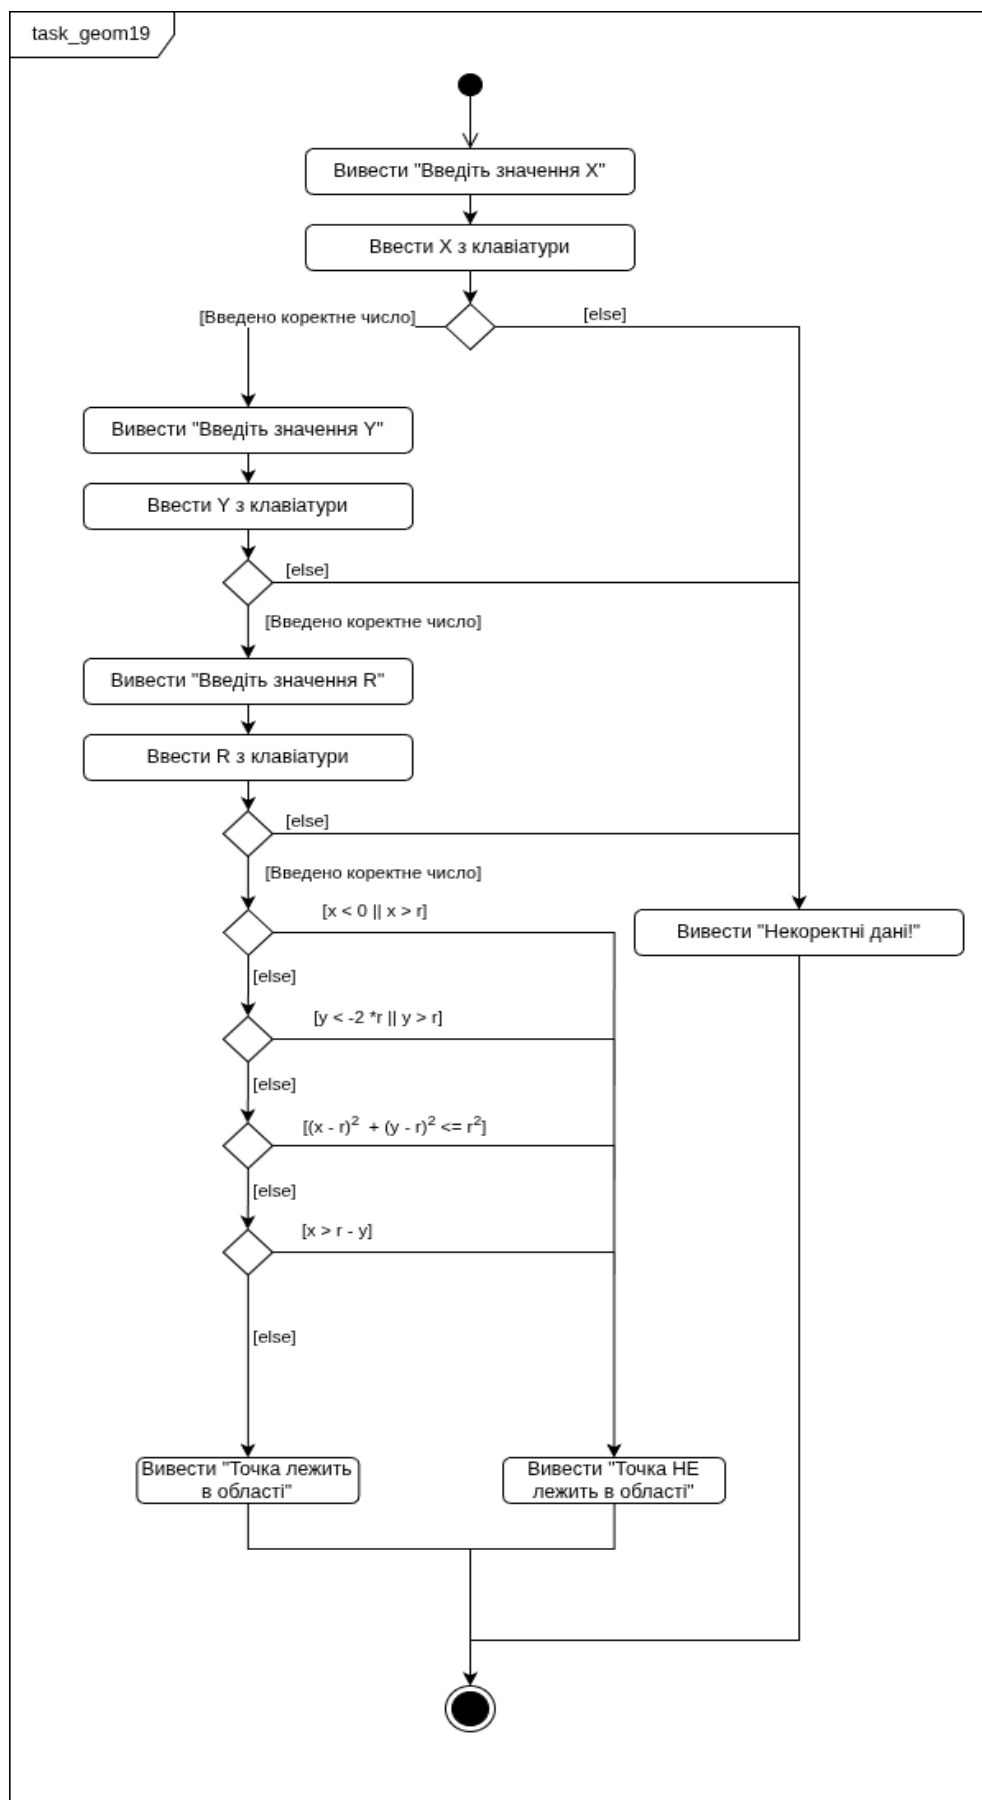 task_geom19
Вивести "Введіть значення X"
Ввести X з клавіатури
[Введено коректне число]
[else]
Вивести "Введіть значення Y"
Ввести Y з клавіатури
[else]
[Введено коректне число]
Вивести "Введіть значення R"
Ввести R з клавіатури
[else]
[Введено коректне число]
[x < 0 || x > r]
Вивести "Некоректні дані!"
[else]
[y < -2 *r || y > r]
[else]
[(x - r)² + (y - r)² <= r²]
[else]
[x > r - y]
[else]
Вивести "Точка лежить
в області"
Вивести "Точка НЕ
лежить в області"